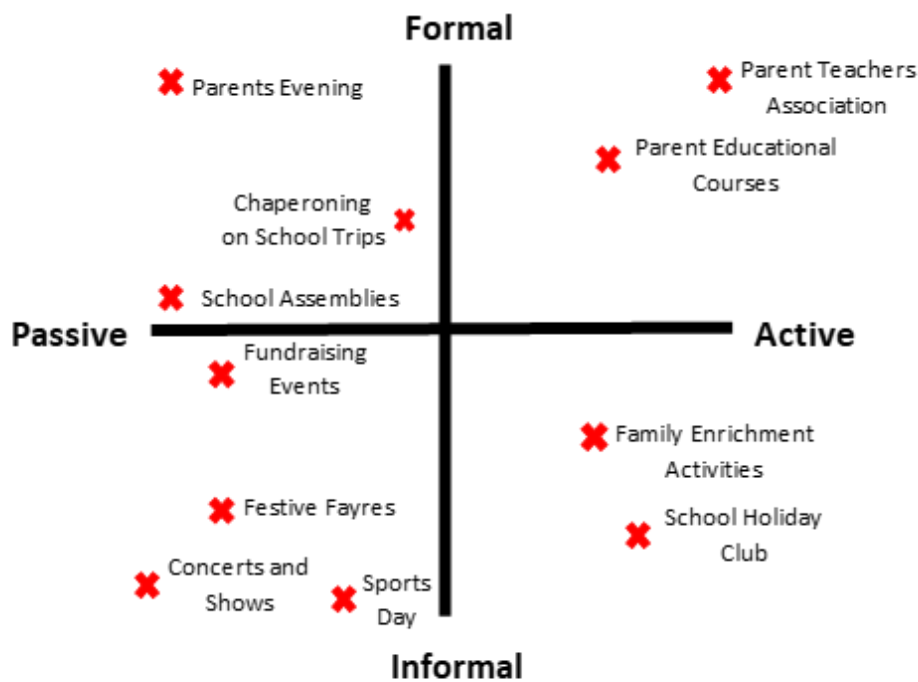 Formal
Parents Evening
Parent Teachers
Association
Parent Educational
Courses
Chaperoning
on School Trips
School Assemblies
Passive
Active
Fundraising
Events
Family Enrichment
Activities
Festive Fayres
School Holiday
Club
Concerts and
Shows
Sports
Day
Informal